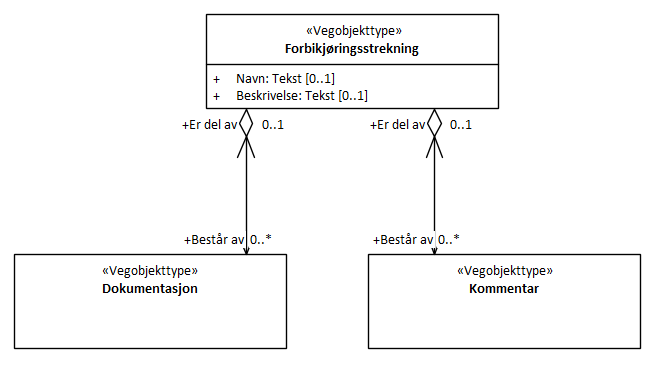 «Vegobjekttype»
Forbikjøringsstrekning
+ Navn: Tekst [0..1]
+ Beskrivelse: Tekst [0..1]
+Er del av 0..1
+Er del av 0..1
+Består av 0..*
+Består av 0..*
«Vegobjekttype»
Dokumentasjon
«Vegobjekttype»
Kommentar